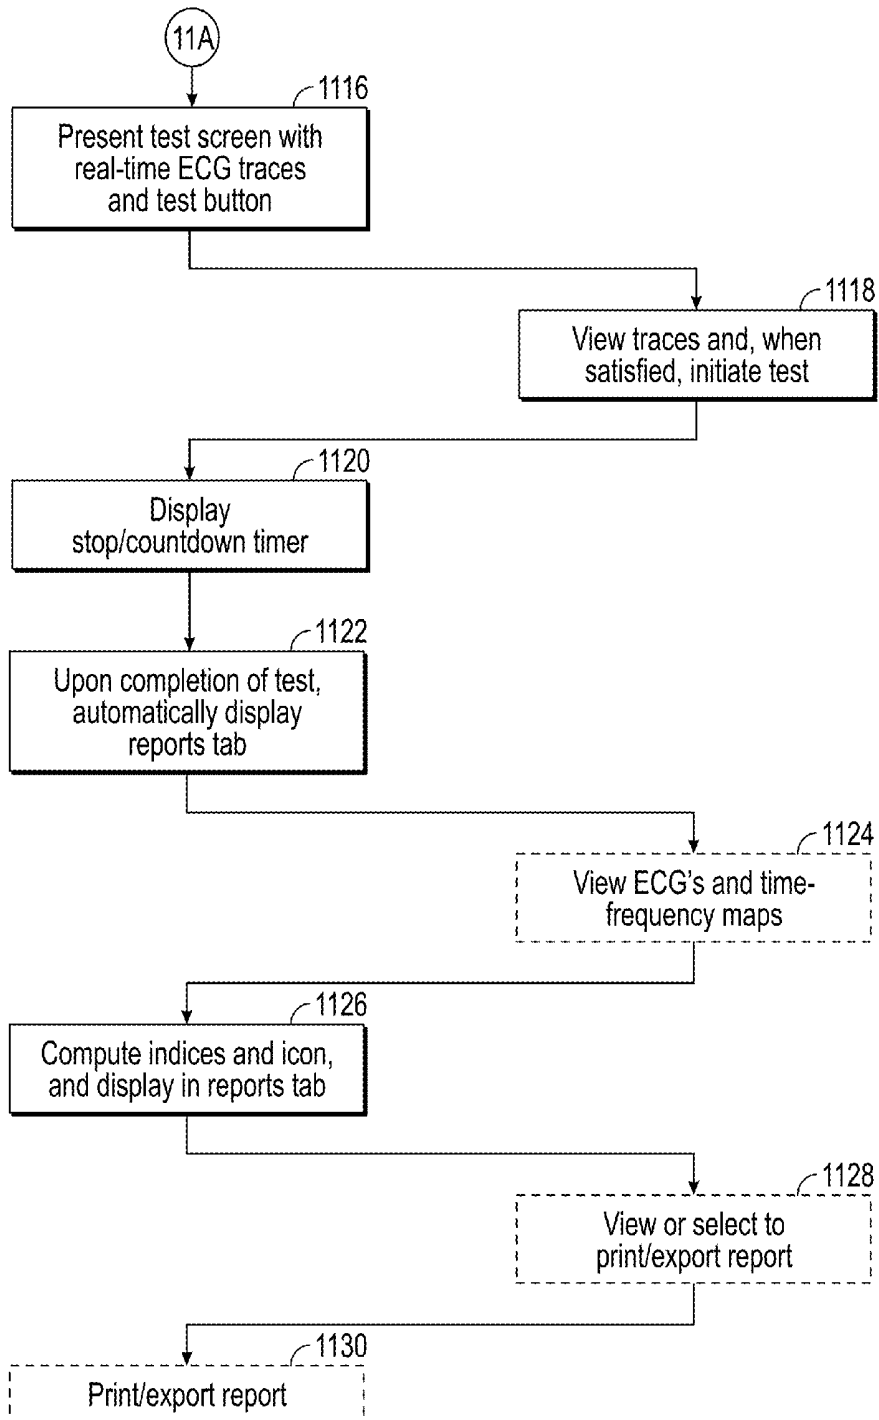 11A
1116
Present test screen with
real-time ECG traces
and test button
1118
View traces and, when
satisfied, initiate test
1120
Display
stop/countdown timer
1122
Upon completion of test,
automatically display
reports tab
1124
View ECG's and time-
frequency maps
1126
Compute indices and icon,
and display in reports tab
1128
View or select to
print/export report
1130
Print/export report